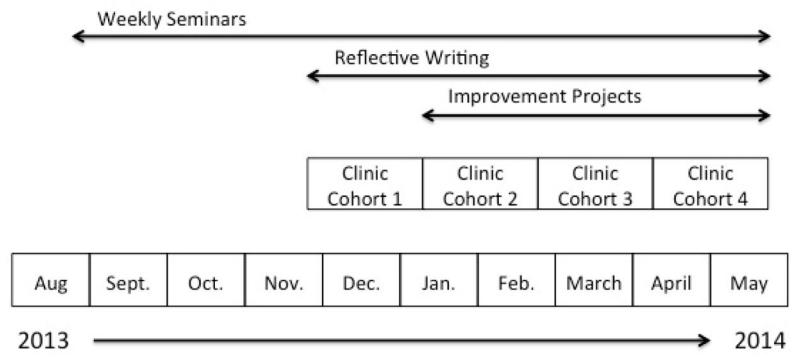 Weekly Seminars
Reflective Writing
Improvement Projects
Clinic Cohort 1
Clinic Cohort 2
Clinic Cohort 3
Clinic Cohort 4
Aug Sept. Oct. Nov. Dec. Jan. Feb. March April May
2013 2014